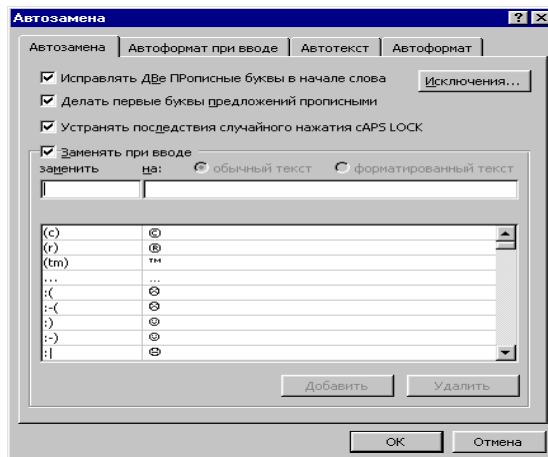 Автозамена
Автозамена Автоформат при вводе Автотекст Автоформат
Исправлять ДВе ПРописные буквы в начале слова Исключения...
Делать первые буквы предложений прописными
Устранять последствия случайного нажатия cAPS LOCK
Заменять при вводе
заменить на: обычный текст форматированный текст
(c) ©
(r) ®
(tm) ™
... …
:( ☹
:-( ☹
:) ☺
:-) ☺
:| 😐
Добавить Удалить
ОК Отмена